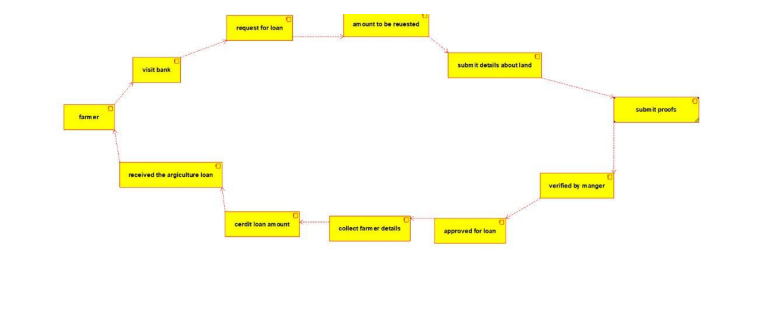 request for loan
amount to be reuested
visit bank
submit details about land
farmer
submit proofs
received the argiculture loan
verified by manger
cerdit loan amount
collect farmer details
approved for loan